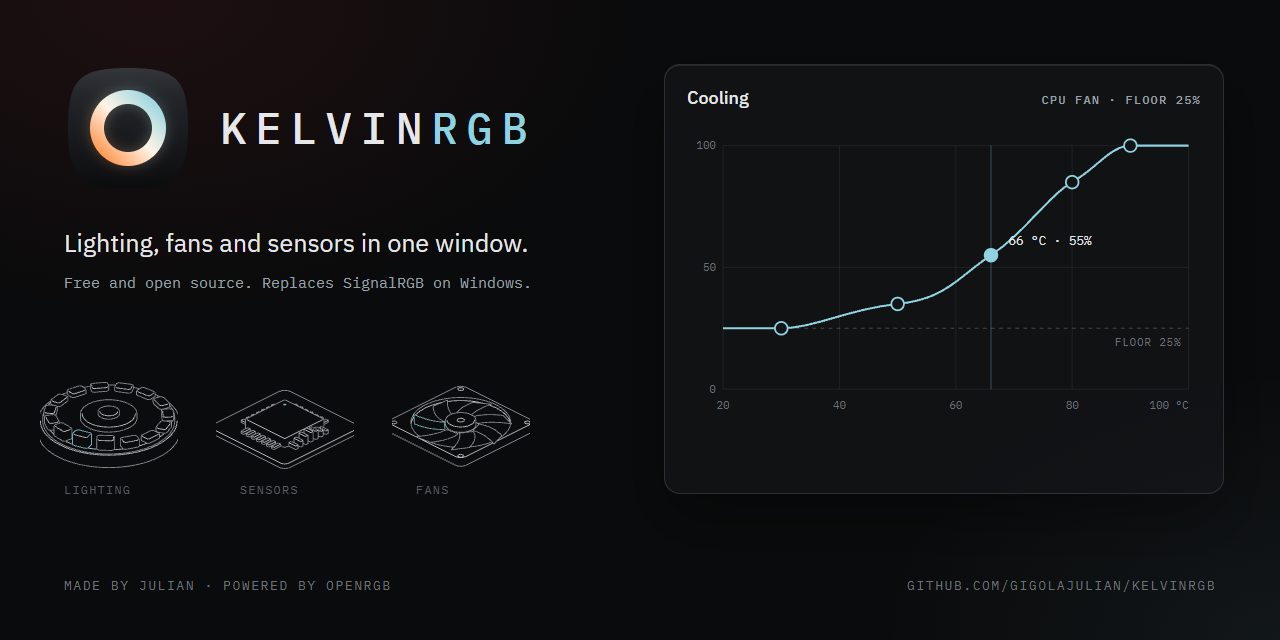 KELVINRGB
Lighting, fans and sensors in one window.
Free and open source. Replaces SignalRGB on Windows.
LIGHTING
SENSORS
FANS
Cooling
CPU FAN · FLOOR 25%
100
66 °C · 55%
50
FLOOR 25%
0
20
40
60
80
100 °C
MADE BY JULIAN · POWERED BY OPENRGB
GITHUB.COM/GIGOLAJULIAN/KELVINRGB